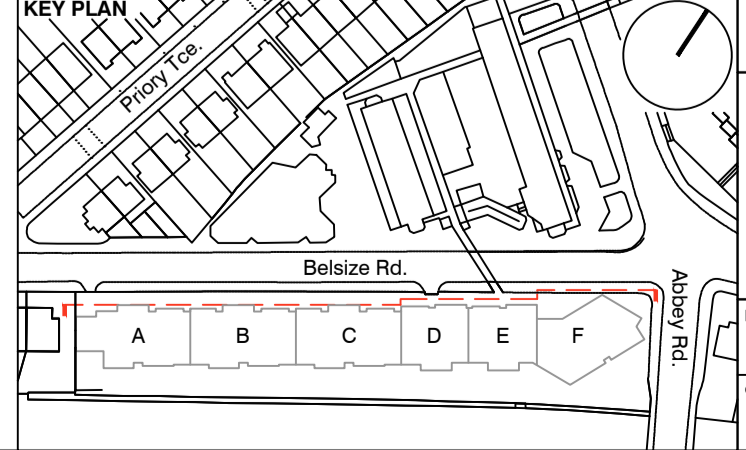 KEY PLAN
Priory Tce.
Belsize Rd.
Abbey Rd.
A B C D E F